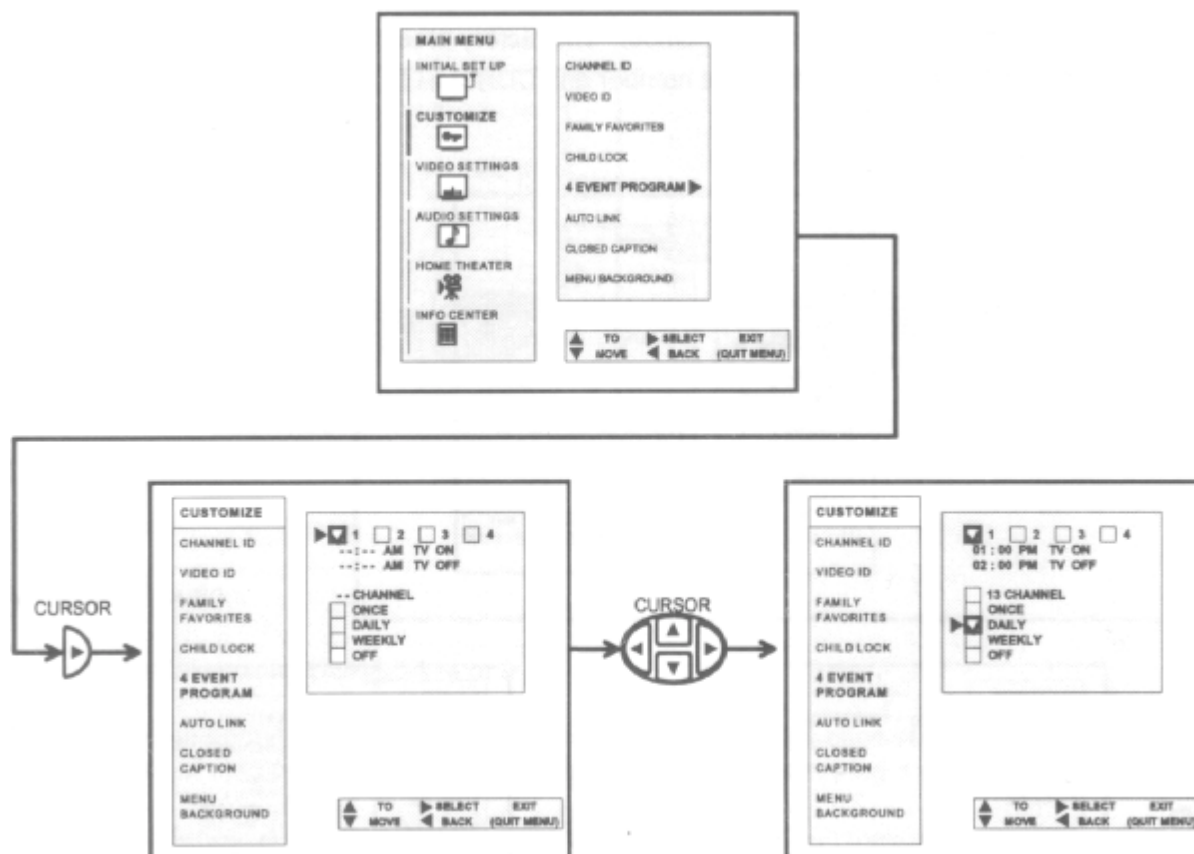 MAIN MENU
INITIAL SET UP
CUSTOMIZE
VIDEO SETTINGS
AUDIO SETTINGS
HOME THEATER
INFO CENTER
CHANNEL ID
VIDEO ID
FAMILY FAVORITES
CHILD LOCK
4 EVENT PROGRAM
AUTO LINK
CLOSED CAPTION
MENU BACKGROUND
TO SELECT EXIT
MOVE BACK (QUIT MENU)
CURSOR
CUSTOMIZE
CHANNEL ID
VIDEO ID
FAMILY
FAVORITES
CHILD LOCK
4 EVENT
PROGRAM
AUTO LINK
CLOSED
CAPTION
MENU
BACKGROUND
1 2 3 4
--:-- AM TV ON
--:-- AM TV OFF
-- CHANNEL
ONCE
DAILY
WEEKLY
OFF
TO SELECT EXIT
MOVE BACK (QUIT MENU)
CURSOR
CUSTOMIZE
CHANNEL ID
VIDEO ID
FAMILY
FAVORITES
CHILD LOCK
4 EVENT
PROGRAM
AUTO LINK
CLOSED
CAPTION
MENU
BACKGROUND
1 2 3 4
01:00 PM TV ON
02:00 PM TV OFF
13 CHANNEL
ONCE
DAILY
WEEKLY
OFF
TO SELECT EXIT
MOVE BACK (QUIT MENU)